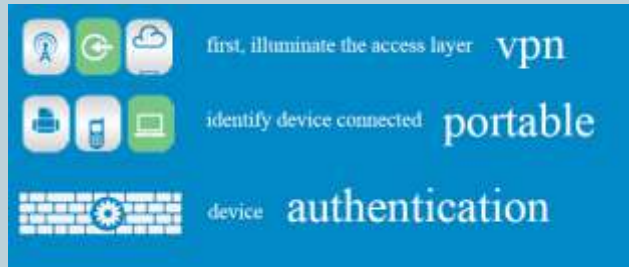 first, illuminate the access layer vpn
identify device connected portable
device authentication